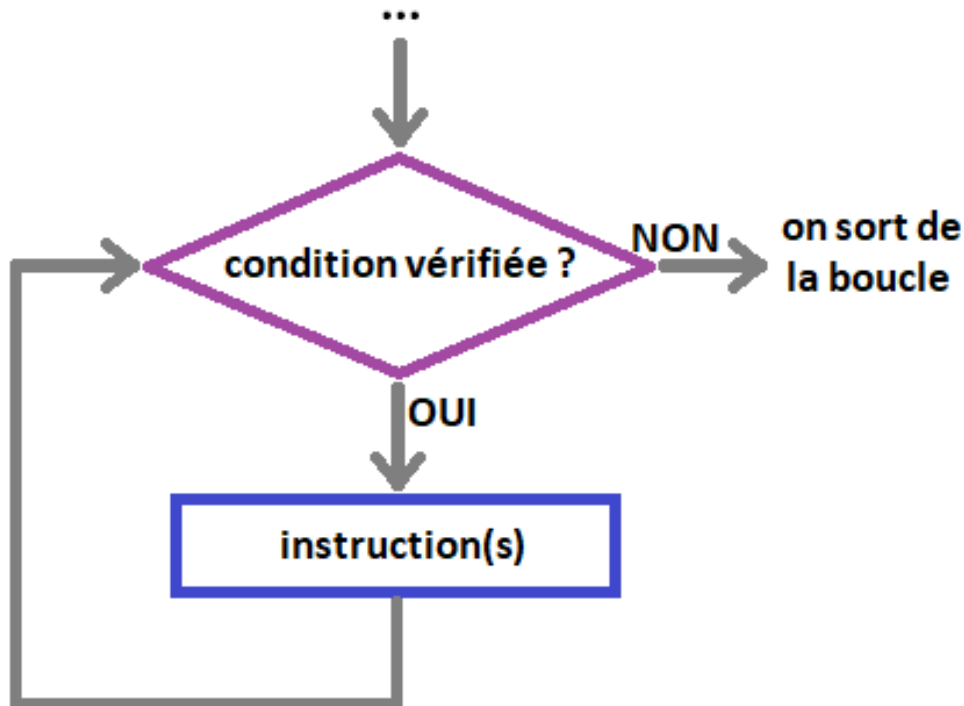 ...
condition vérifiée ?
NON
on sort de
la boucle
OUI
instruction(s)